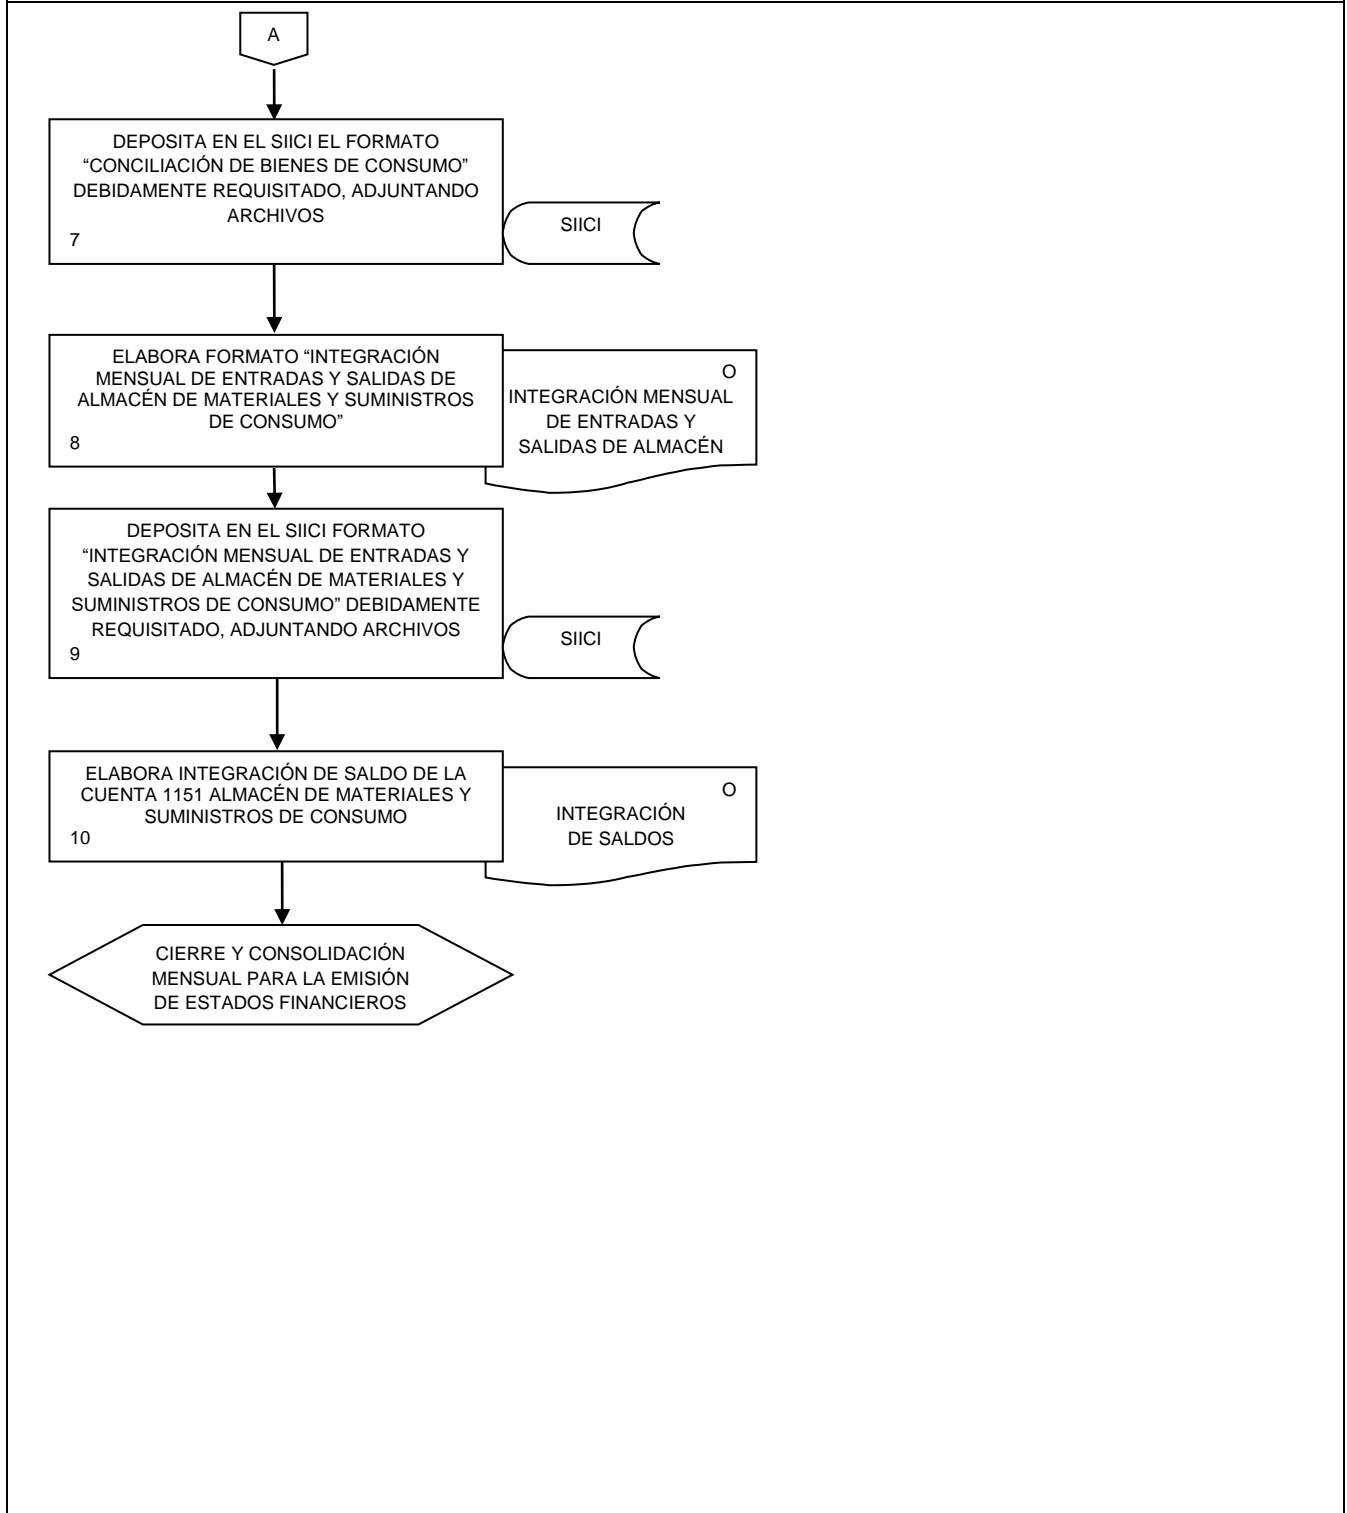 A
DEPOSITA EN EL SIICI EL FORMATO
“CONCILIACIÓN DE BIENES DE CONSUMO”
DEBIDAMENTE REQUISITADO, ADJUNTANDO
ARCHIVOS
7
SIICI
ELABORA FORMATO “INTEGRACIÓN
MENSUAL DE ENTRADAS Y SALIDAS DE
ALMACÉN DE MATERIALES Y SUMINISTROS
DE CONSUMO”
8
O
INTEGRACIÓN MENSUAL
DE ENTRADAS Y
SALIDAS DE ALMACÉN
DEPOSITA EN EL SIICI FORMATO
“INTEGRACIÓN MENSUAL DE ENTRADAS Y
SALIDAS DE ALMACÉN DE MATERIALES Y
SUMINISTROS DE CONSUMO” DEBIDAMENTE
REQUISITADO, ADJUNTANDO ARCHIVOS
9
SIICI
ELABORA INTEGRACIÓN DE SALDO DE LA
CUENTA 1151 ALMACÉN DE MATERIALES Y
SUMINISTROS DE CONSUMO
10
O
INTEGRACIÓN
DE SALDOS
CIERRE Y CONSOLIDACIÓN
MENSUAL PARA LA EMISIÓN
DE ESTADOS FINANCIEROS